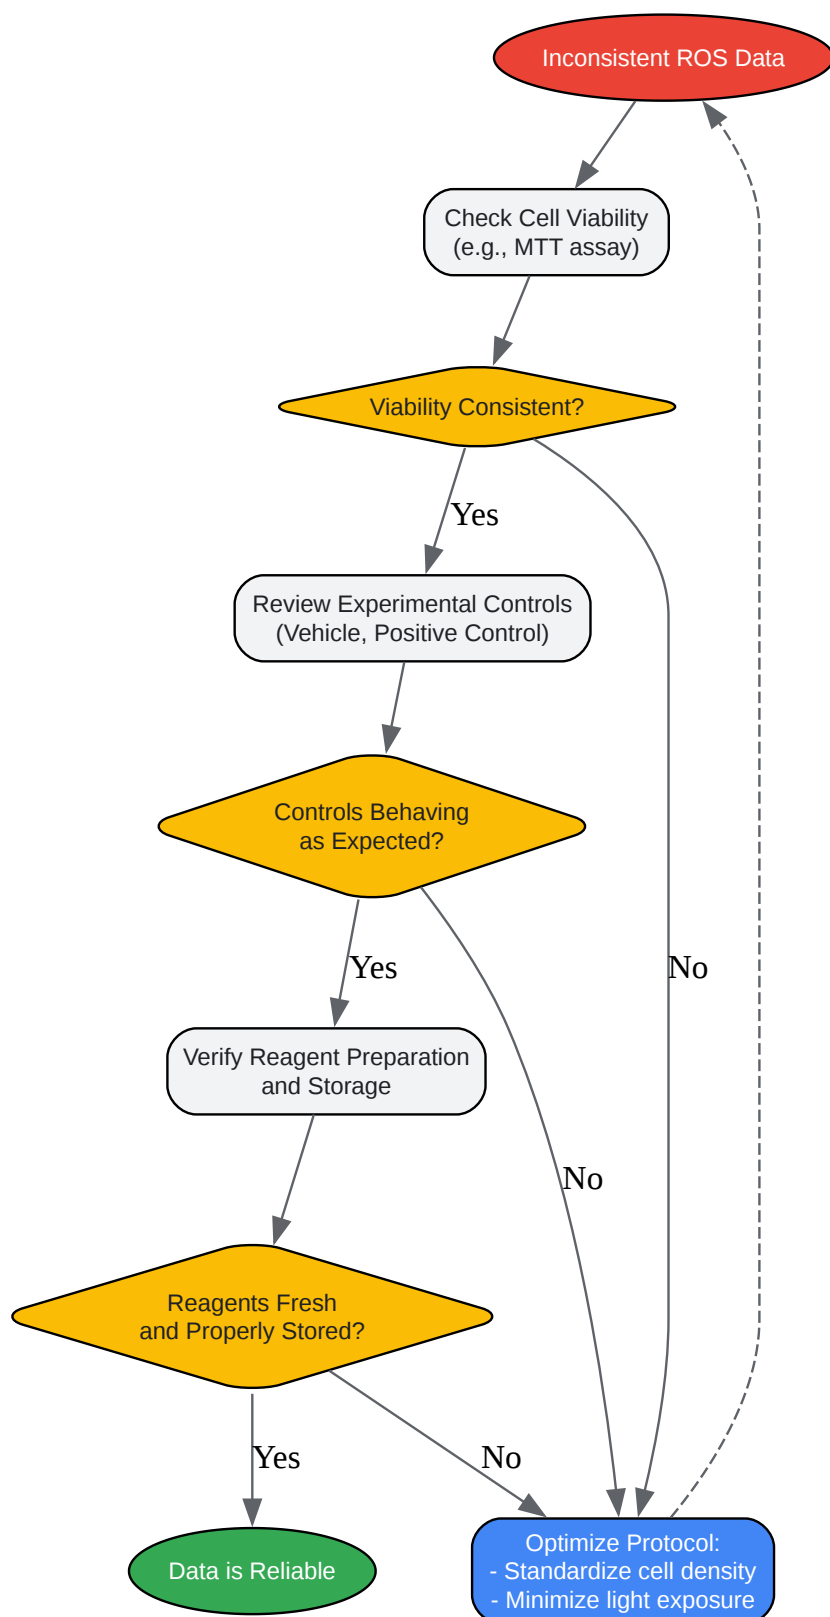 Inconsistent ROS Data
Check Cell Viability
(e.g., MTT assay)
Viability Consistent?
Yes
Review Experimental Controls
(Vehicle, Positive Control)
Controls Behaving
as Expected?
Yes
No
Verify Reagent Preparation
and Storage
No
Reagents Fresh
and Properly Stored?
Yes
No
Optimize Protocol:
- Standardize cell density
- Minimize light exposure
Data is Reliable